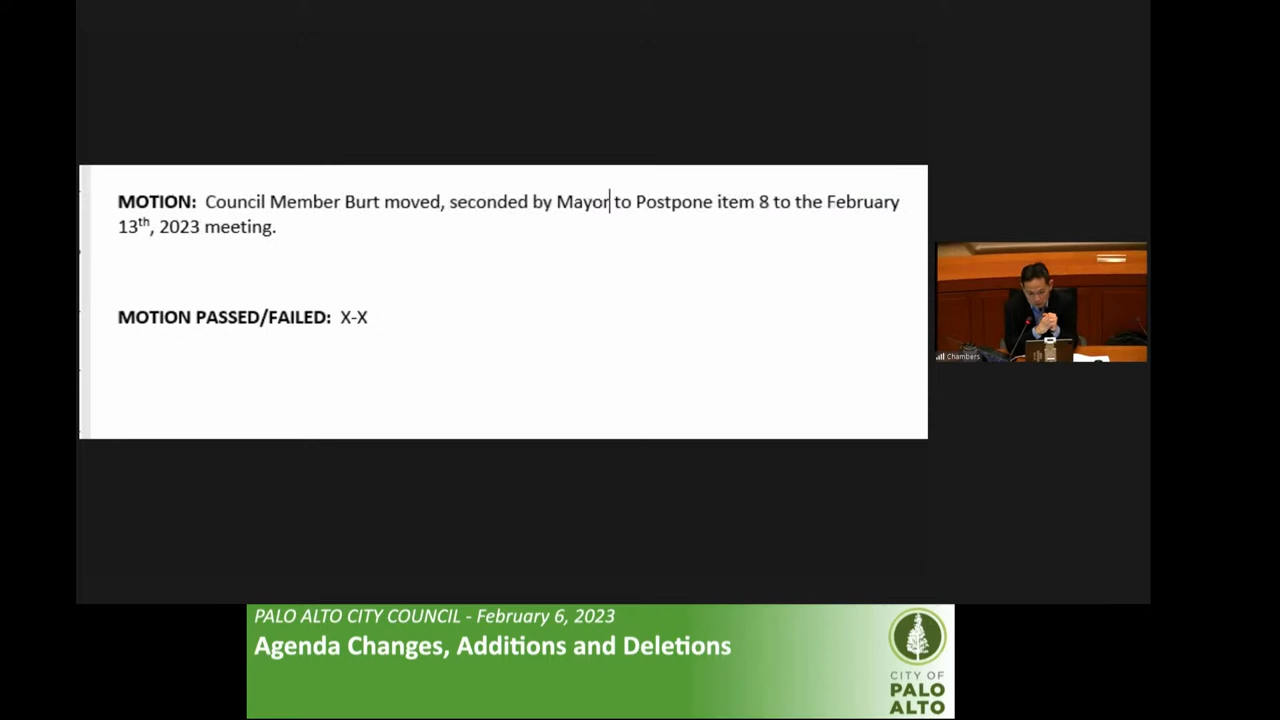 MOTION: Council Member Burt moved, seconded by Mayor to Postpone item 8 to the February
13th, 2023 meeting.
MOTION PASSED/FAILED: X-X
Chambers
PALO ALTO CITY COUNCIL - February 6, 2023
Agenda Changes, Additions and Deletions
CITY OF
PALO
ALTO